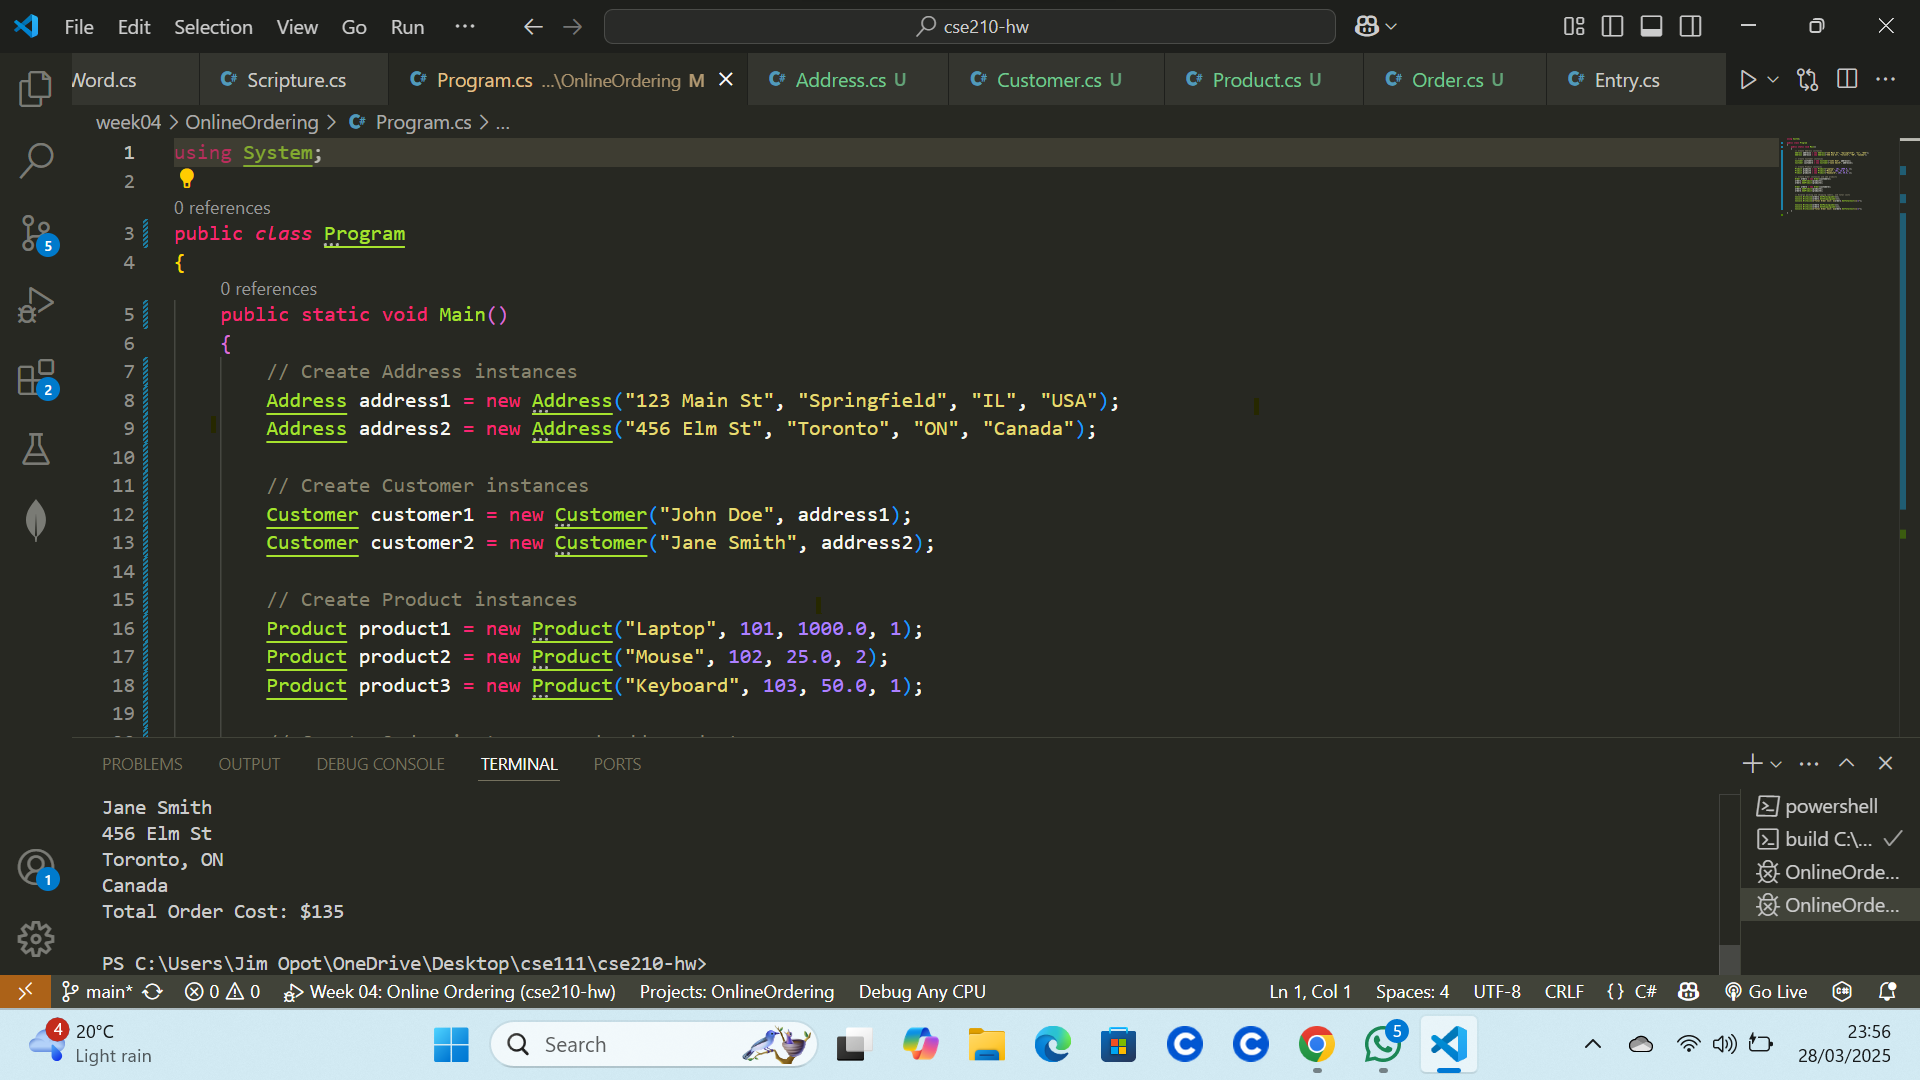 File Edit Selection View Go Run ··· cse210-hw
Word.cs Scripture.cs Program.cs ...\OnlineOrdering M Address.cs U Customer.cs U Product.cs U Order.cs U Entry.cs
week04 > OnlineOrdering > Program.cs > ...
1 using System;
2
0 references
3 public class Program
4 {
0 references
5 public static void Main()
6 {
7 // Create Address instances
8 Address address1 = new Address("123 Main St", "Springfield", "IL", "USA");
9 Address address2 = new Address("456 Elm St", "Toronto", "ON", "Canada");
10
11 // Create Customer instances
12 Customer customer1 = new Customer("John Doe", address1);
13 Customer customer2 = new Customer("Jane Smith", address2);
14
15 // Create Product instances
16 Product product1 = new Product("Laptop", 101, 1000.0, 1);
17 Product product2 = new Product("Mouse", 102, 25.0, 2);
18 Product product3 = new Product("Keyboard", 103, 50.0, 1);
19
5
2
1
PROBLEMS OUTPUT DEBUG CONSOLE TERMINAL PORTS
Jane Smith
456 Elm St
Toronto, ON
Canada
Total Order Cost: $135
PS C:\Users\Jim Opot\OneDrive\Desktop\cse111\cse210-hw>
powershell
build C:\...
OnlineOrde...
OnlineOrde...
main* 0 0 Week 04: Online Ordering (cse210-hw) Projects: OnlineOrdering Debug Any CPU Ln 1, Col 1 Spaces: 4 UTF-8 CRLF {} C# Go Live
4 20°C
Light rain
Search
5
23:56
28/03/2025